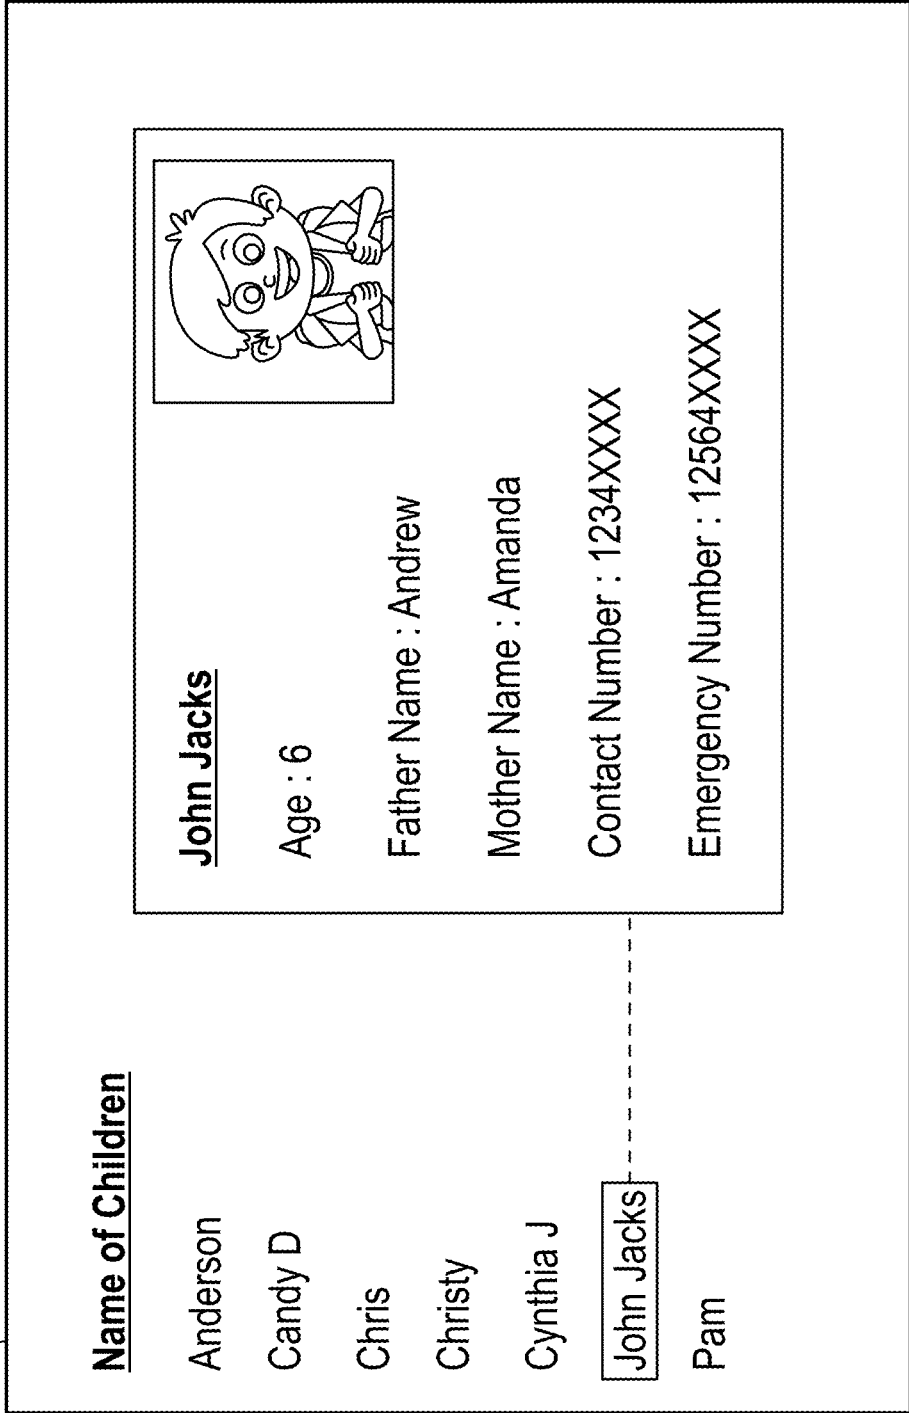 Name of Children
Anderson
Candy D
Chris
Christy
Cynthia J
John Jacks
Pam
John Jacks
Age : 6
Father Name : Andrew
Mother Name : Amanda
Contact Number : 1234XXXX
Emergency Number : 12564XXXX